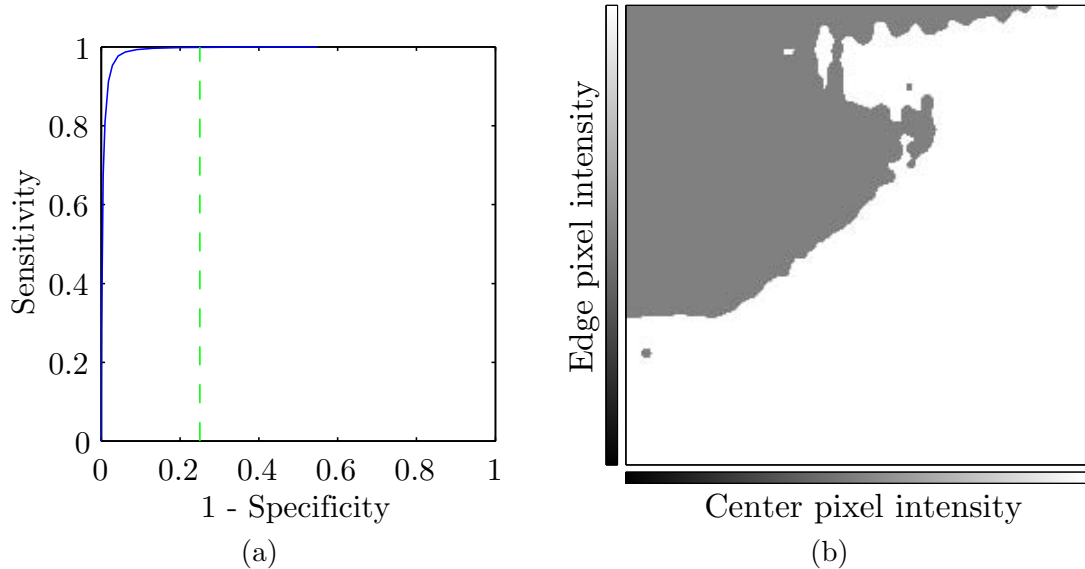 1
0.8
0.6
0.4
0.2
0
Sensitivity
0 0.2 0.4 0.6 0.8 1
1 - Specificity
(a)
Edge pixel intensity
Center pixel intensity
(b)